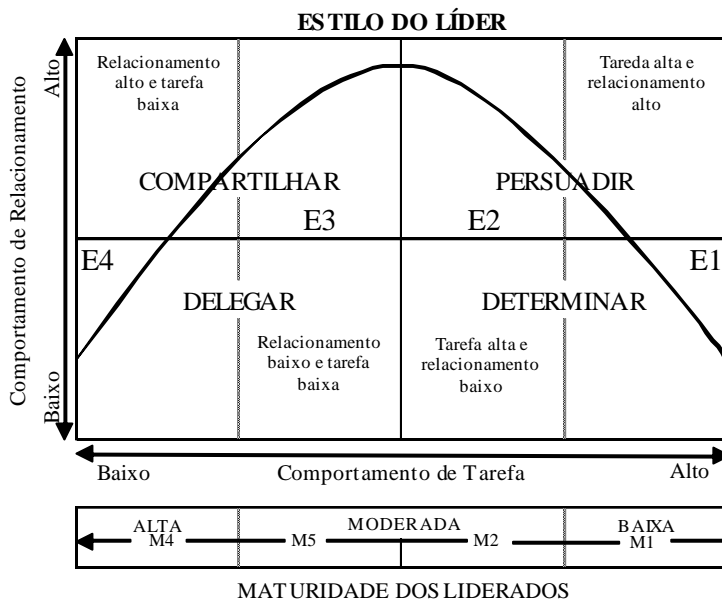 ESTILO DO LÍDER
Comportamento de Relacionamento
Alto
Baixo
Relacionamento
alto e tarefa
baixa
Tareda alta e
relacionamento
alto
COMPARTILHAR
PERSUADIR
E3
E2
E4
E1
DELEGAR
DETERMINAR
Relacionamento
baixo e tarefa
baixa
Tarefa alta e
relacionamento
baixo
Baixo
Comportamento de Tarefa
Alto
ALTA
MODERADA
BAIXA
M4
M5
M2
M1
MATURIDADE DOS LIDERADOS